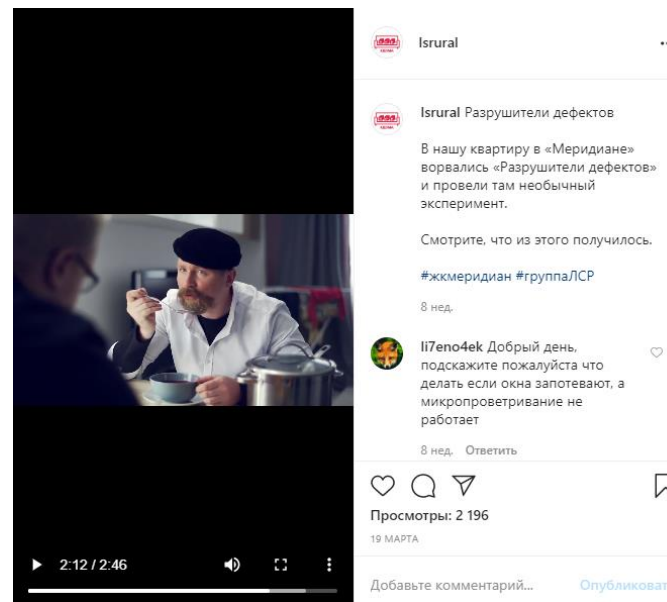 lsrural
lsrural Разрушители дефектов
В нашу квартиру в «Меридиане»
ворвались «Разрушители дефектов»
и провели там необычный
эксперимент.
Смотрите, что из этого получилось.
#жкмеридан #группаЛСР
8 нед.
li7eno4ek Добрый день,
подскажите пожалуйста что
делать если окна запотевают, а
микропроветривание не
работает
8 нед. Ответить
Просмотры: 2 196
19 МАРТА
2:12 / 2:46
Добавьте комментарий... Опубликоват